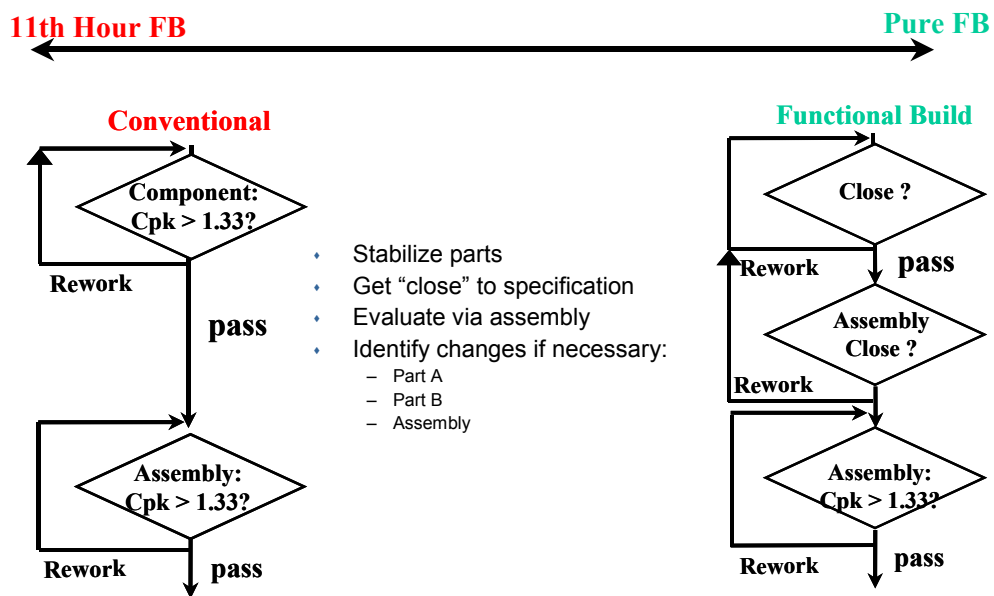 11th Hour FB
Pure FB
Conventional
Component:
Cpk > 1.33?
Rework
pass
Assembly:
Cpk > 1.33?
Rework
pass
⬩ Stabilize parts
⬩ Get “close” to specification
⬩ Evaluate via assembly
⬩ Identify changes if necessary:
– Part A
– Part B
– Assembly
Functional Build
Close ?
Rework
pass
Assembly
Close ?
Rework
Assembly:
Cpk > 1.33?
Rework
pass